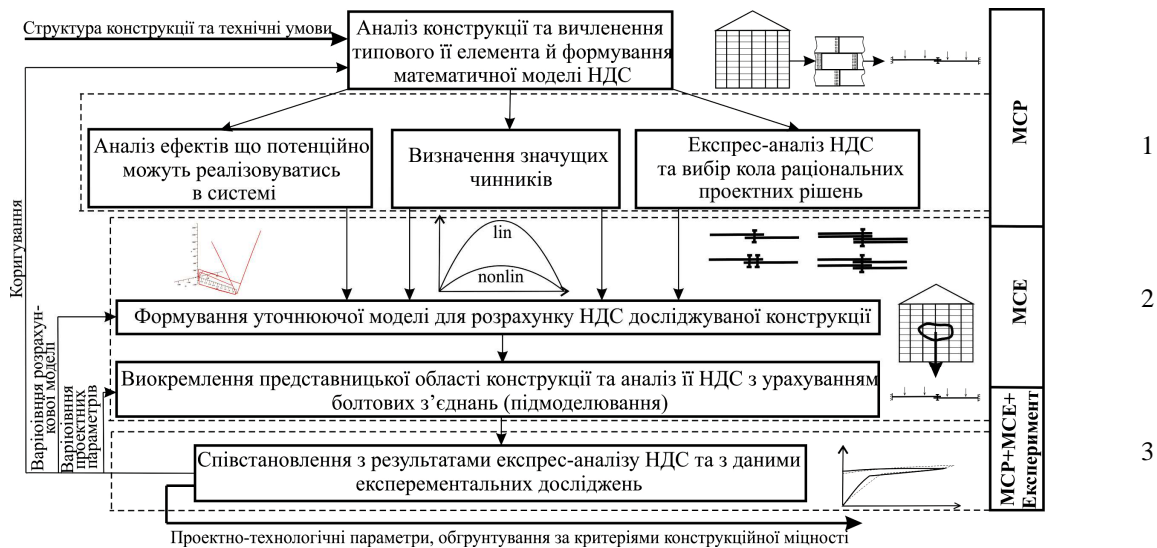 Структура конструкції та технічні умови
Аналіз конструкції та вичленення
типового її елемента й формування
математичної моделі НДС
МСР
1
Аналіз ефектів що потенційно
можуть реалізовуватись
в системі
Визначення значущих
чинників
Експрес-аналіз НДС
та вибір кола раціональних
проектних рішень
Коригування
lin
nonlin
МСЕ
2
Формування уточнюючої моделі для розрахунку НДС досліджуваної конструкції
Виокремлення представницької області конструкції та аналіз її НДС з урахуванням
болтових з’єднань (підмоделювання)
Варіюівння розрахун-
кової моделі
Варіюівння
проектних
параметрів
МСР+МСЕ+
Експеримент
3
Співстановлення з результатами експрес-аналізу НДС та з даними
експерементальних досліджень
Проектно-технологічні параметри, обгрунтування за критеріями конструкційної міцності